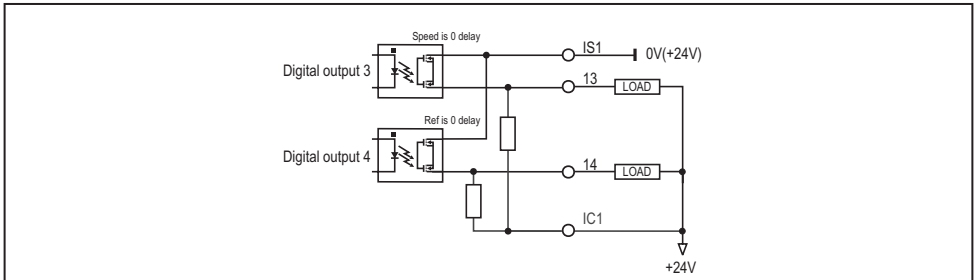 Speed is 0 delay
IS1
0V(+24V)
Digital output 3
13
LOAD
Ref is 0 delay
Digital output 4
14
LOAD
IC1
+24V